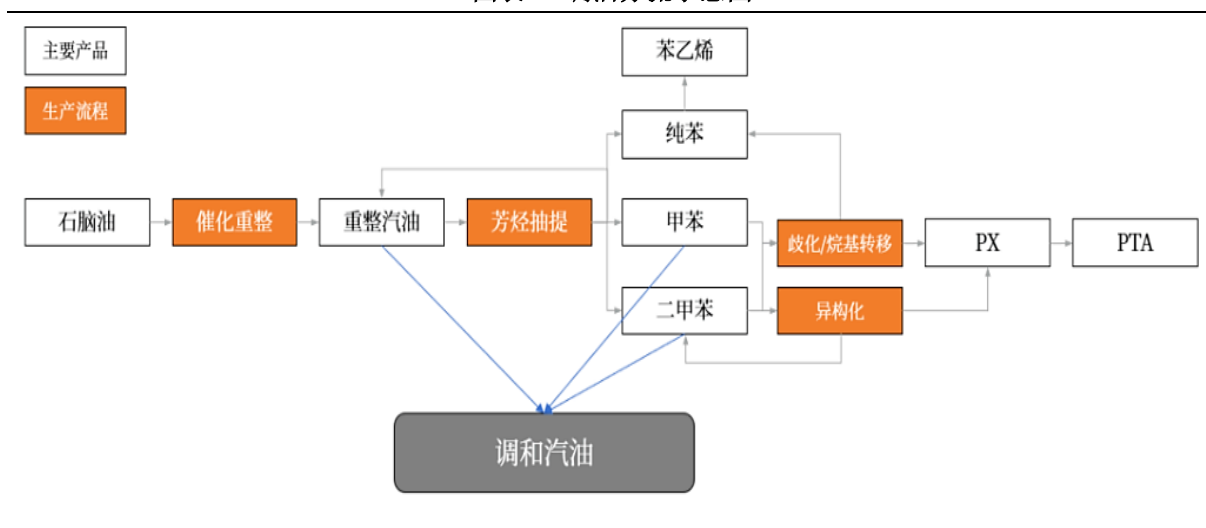 主要产品
生产流程
苯乙烯
纯苯
石脑油
催化重整
重整汽油
芳烃抽提
甲苯
歧化/烷基转移
PX
PTA
二甲苯
异构化
调和汽油